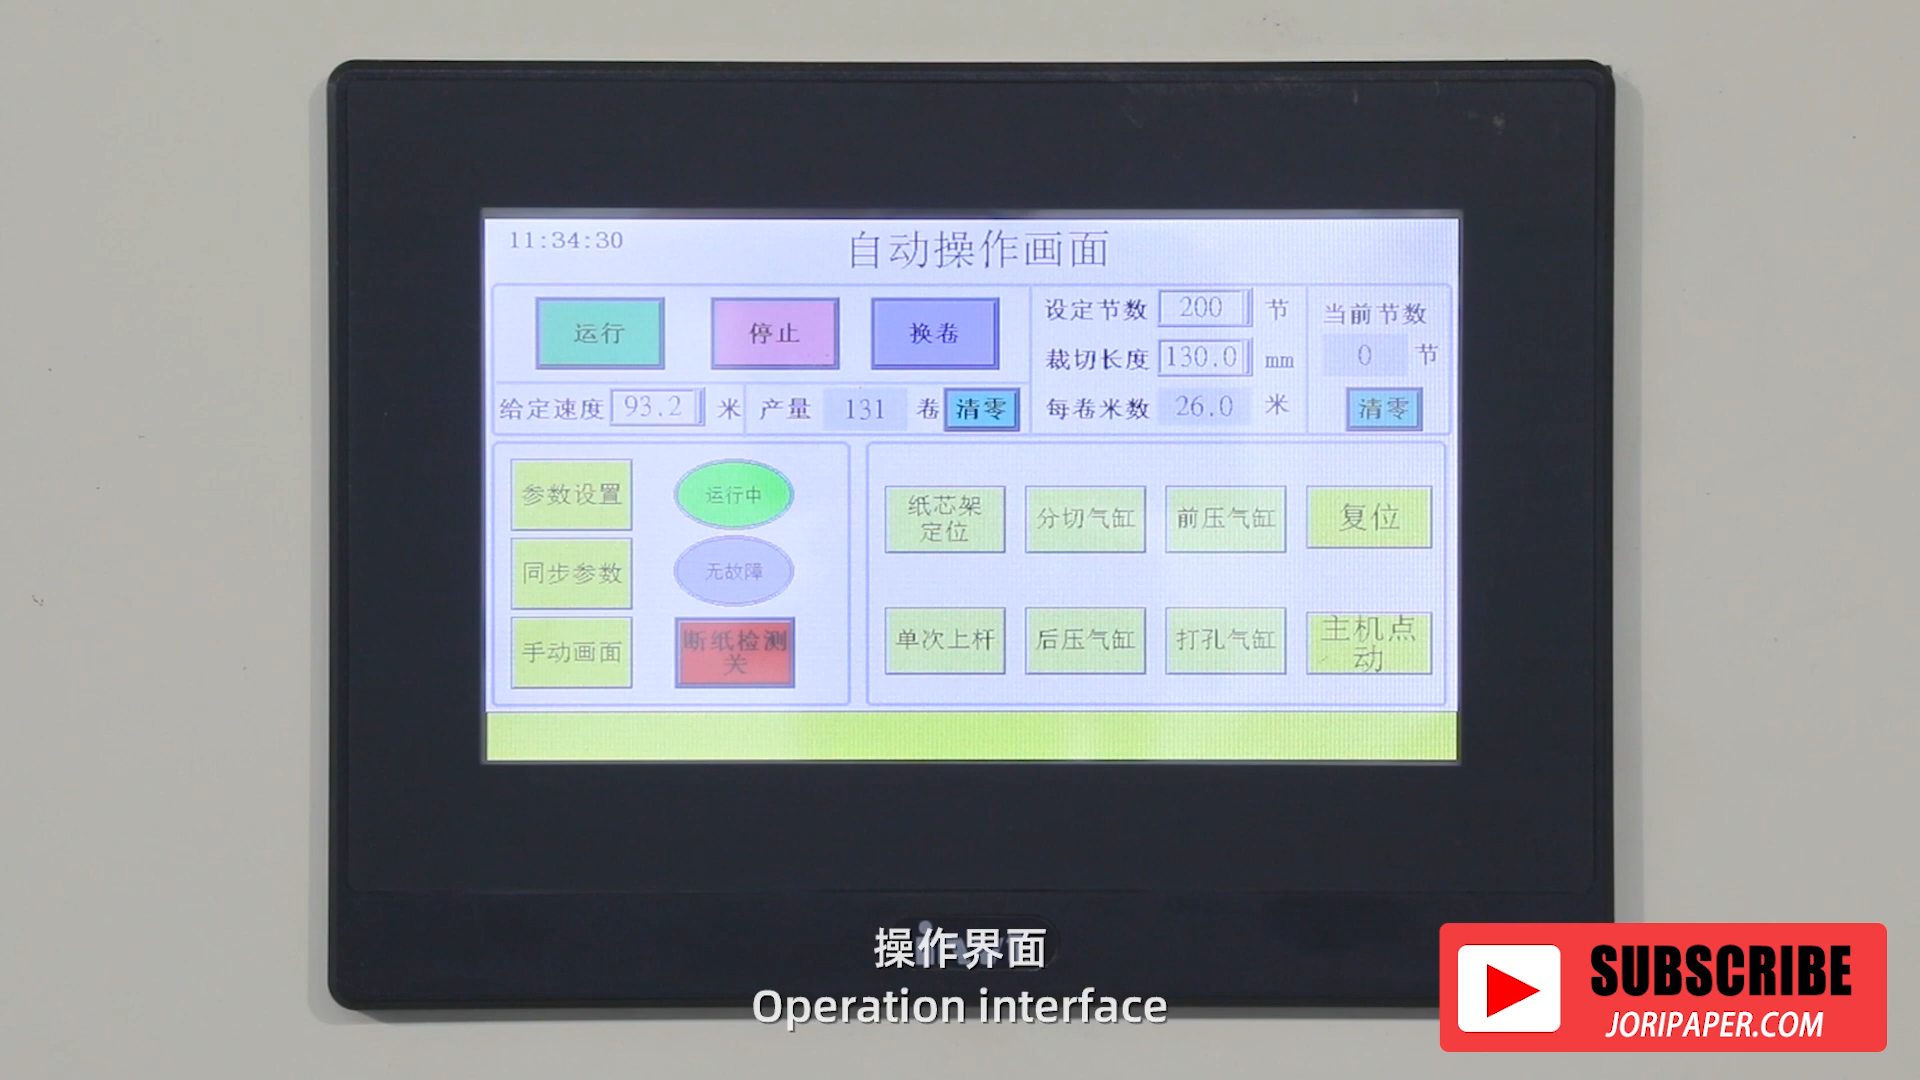 11:34:30
自动操作画面
运行
停止
换卷
设定节数 200 节
裁切长度 130.0 mm
每卷米数 26.0 米
当前节数
0 节
清零
给定速度 93.2 米
产量 131 卷
清零
参数设置
运行中
同步参数
无故障
手动画面
断纸检测
关
纸芯架
定位
分切气缸
前压气缸
复位
单次上杆
后压气缸
打孔气缸
主机点
动
操作界面
Operation interface
SUBSCRIBE
JORIPAPER.COM